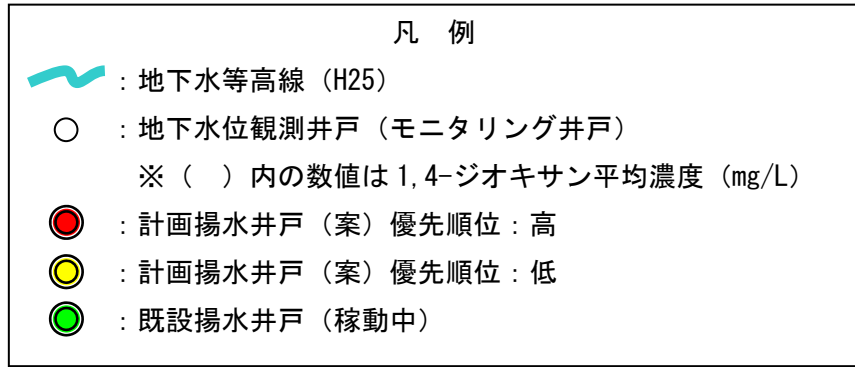 凡 例
：地下水等高線（H25）
：地下水位観測井戸（モニタリング井戸）
※（ ）内の数値は 1,4-ジオキサン平均濃度（mg/L）
：計画揚水井戸（案）優先順位：高
：計画揚水井戸（案）優先順位：低
：既設揚水井戸（稼動中）